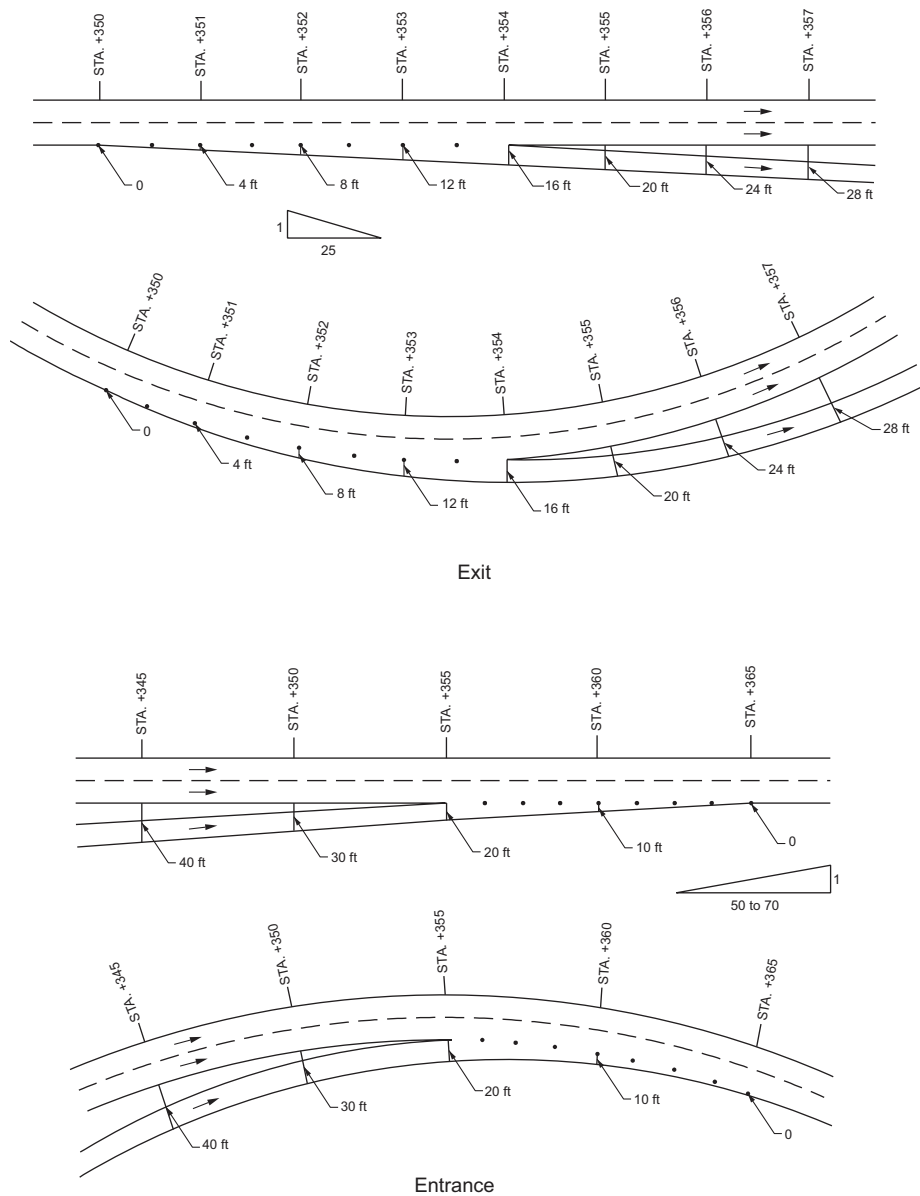 STA. +350
STA. +351
STA. +352
STA. +353
STA. +354
STA. +355
STA. +356
STA. +357
0
4 ft
8 ft
12 ft
16 ft
20 ft
24 ft
28 ft
1
25
STA. +350
STA. +351
STA. +352
STA. +353
STA. +354
STA. +355
STA. +356
STA. +357
0
4 ft
8 ft
12 ft
16 ft
20 ft
24 ft
28 ft
Exit
STA. +345
STA. +350
STA. +355
STA. +360
STA. +365
40 ft
30 ft
20 ft
10 ft
0
1
50 to 70
STA. +345
STA. +350
STA. +355
STA. +360
STA. +365
40 ft
30 ft
20 ft
10 ft
0
Entrance